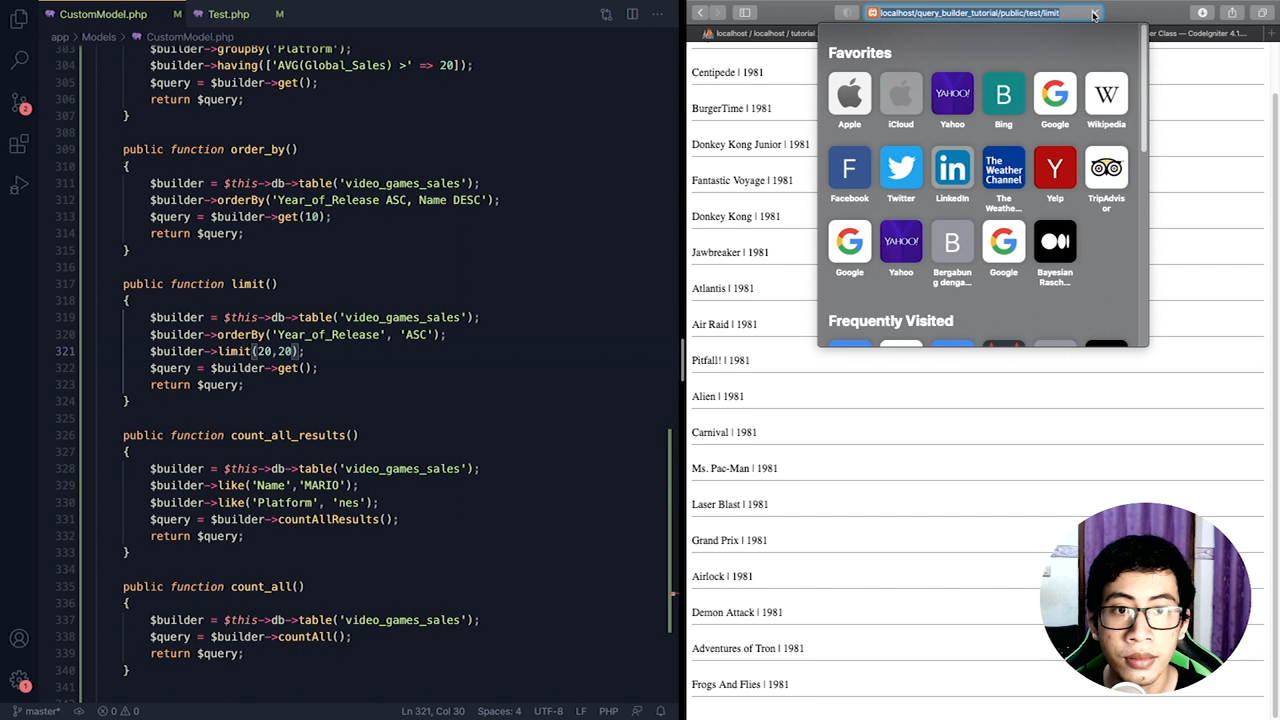 CustomModel.php M
Test.php M
app > Models > CustomModel.php
303 $builder->groupBy('Platform');
304 $builder->having(['AVG(Global_Sales) >' => 20]);
305 $query = $builder->get();
306 return $query;
307 }
308
309 public function order_by()
310 {
311 $builder = $this->db->table('video_games_sales');
312 $builder->orderBy('Year_of_Release ASC, Name DESC');
313 $query = $builder->get(10);
314 return $query;
315 }
316
317 public function limit()
318 {
319 $builder = $this->db->table('video_games_sales');
320 $builder->orderBy('Year_of_Release', 'ASC');
321 $builder->limit(20,20);
322 $query = $builder->get();
323 return $query;
324 }
325
326 public function count_all_results()
327 {
328 $builder = $this->db->table('video_games_sales');
329 $builder->like('Name','MARIO');
330 $builder->like('Platform', 'nes');
331 $query = $builder->countAllResults();
332 return $query;
333 }
334
335 public function count_all()
336 {
337 $builder = $this->db->table('video_games_sales');
338 $query = $builder->countAll();
339 return $query;
340 }
341
2
1
master* 0 0 Ln 321, Col 30 Spaces: 4 UTF-8 LF PHP
localhost/query_builder_tutorial/public/test/limit
localhost / localhost / tutorial
er Class — CodeIgniter 4.1....
Centipede | 1981
BurgerTime | 1981
Donkey Kong Junior | 1981
Fantastic Voyage | 1981
Donkey Kong | 1981
Jawbreaker | 1981
Atlantis | 1981
Air Raid | 1981
Pitfall! | 1981
Alien | 1981
Carnival | 1981
Ms. Pac-Man | 1981
Laser Blast | 1981
Grand Prix | 1981
Airlock | 1981
Demon Attack | 1981
Adventures of Tron | 1981
Frogs And Flies | 1981
Favorites
YAHOO! B G W
Apple iCloud Yahoo Bing Google Wikipedia
F in The Weather Channel Y
Facebook Twitter LinkedIn The Weathe... Yelp TripAdvisor
G YAHOO! B G
Google Yahoo Bergabung denga... Google Bayesian Rasch...
Frequently Visited